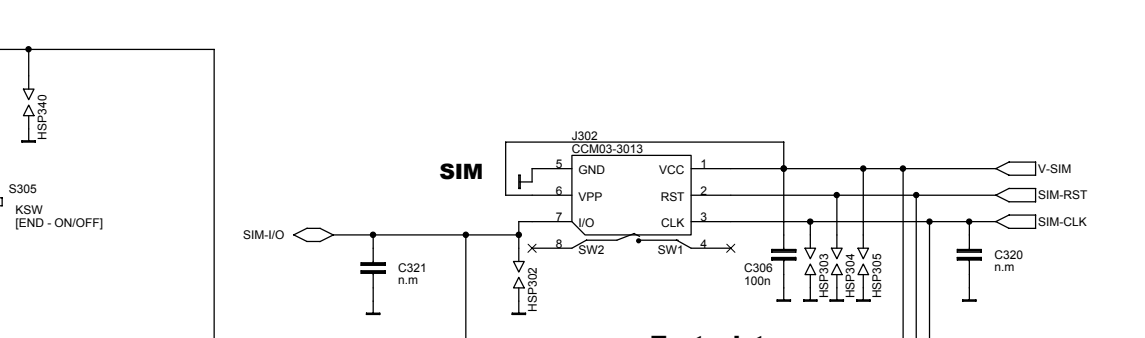 HSP340
S305
KSW
[END - ON/OFF]
SIM
J302
CCM03-3013
5
GND
VCC
1
6
VPP
RST
2
7
I/O
CLK
3
8
SW2
SW1
4
V-SIM
SIM-RST
SIM-CLK
SIM-I/O
C321
n.m
HSP302
C306
100n
HSP303
HSP304
HSP305
C320
n.m